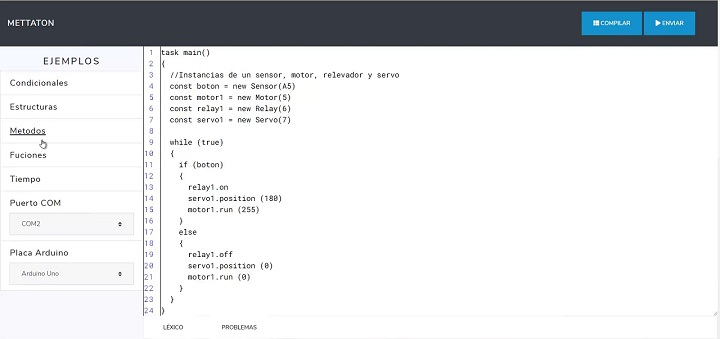 METTATON
COMPILAR
ENVIAR
EJEMPLOS
Condicionales
Estructuras
Metodos
Fuciones
Tiempo
Puerto COM
COM2
Placa Arduino
Arduino Uno
1 task main()
2 {
3 //Instancias de un sensor, motor, relevador y servo
4 const boton = new Sensor(A5)
5 const motor1 = new Motor(5)
6 const relay1 = new Relay(6)
7 const servo1 = new Servo(7)
8
9 while (true)
10 {
11 if (boton)
12 {
13 relay1.on
14 servo1.position (180)
15 motor1.run (255)
16 }
17 else
18 {
19 relay1.off
20 servo1.position (0)
21 motor1.run (0)
22 }
23 }
24 }
LÉXICO
PROBLEMAS